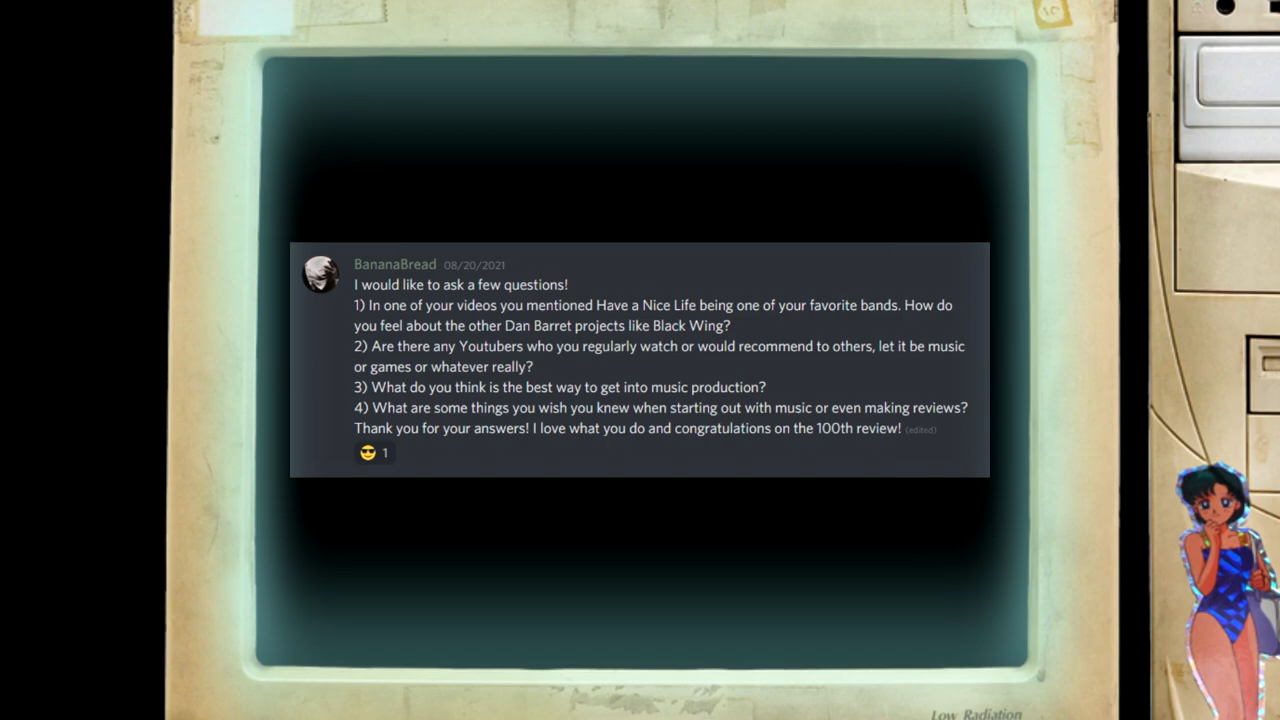 BananaBread 08/20/2021
I would like to ask a few questions!
1) In one of your videos you mentioned Have a Nice Life being one of your favorite bands. How do
you feel about the other Dan Barret projects like Black Wing?
2) Are there any Youtubers who you regularly watch or would recommend to others, let it be music
or games or whatever really?
3) What do you think is the best way to get into music production?
4) What are some things you wish you knew when starting out with music or even making reviews?
Thank you for your answers! I love what you do and congratulations on the 100th review! (edited)
😎 1
Low Radiation